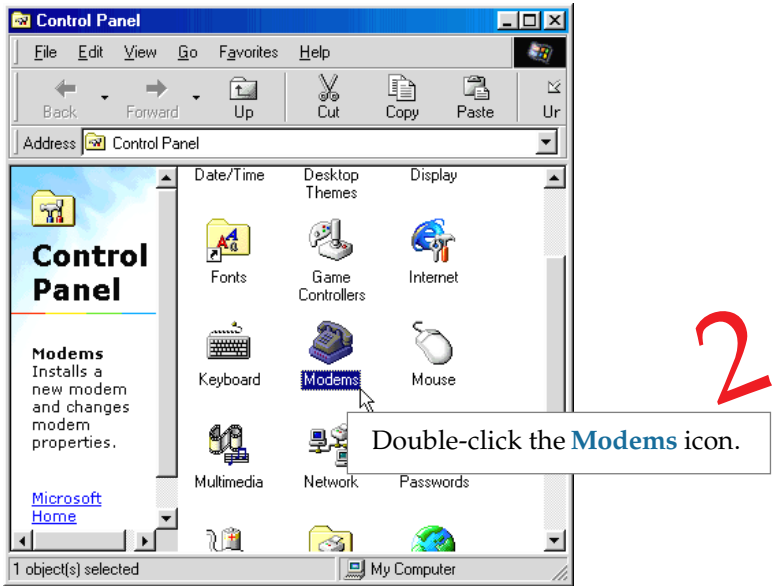 Control Panel
File Edit View Go Favorites Help
Back Forward Up Cut Copy Paste Ur
Address Control Panel
Control
Panel
Modems
Installs a
new modem
and changes
modem
properties.
Microsoft
Home
Date/Time Desktop
Themes Display
Fonts Game
Controllers Internet
Keyboard Modems Mouse
Multimedia Network Passwords
2
Double-click the Modems icon.
1 object(s) selected My Computer